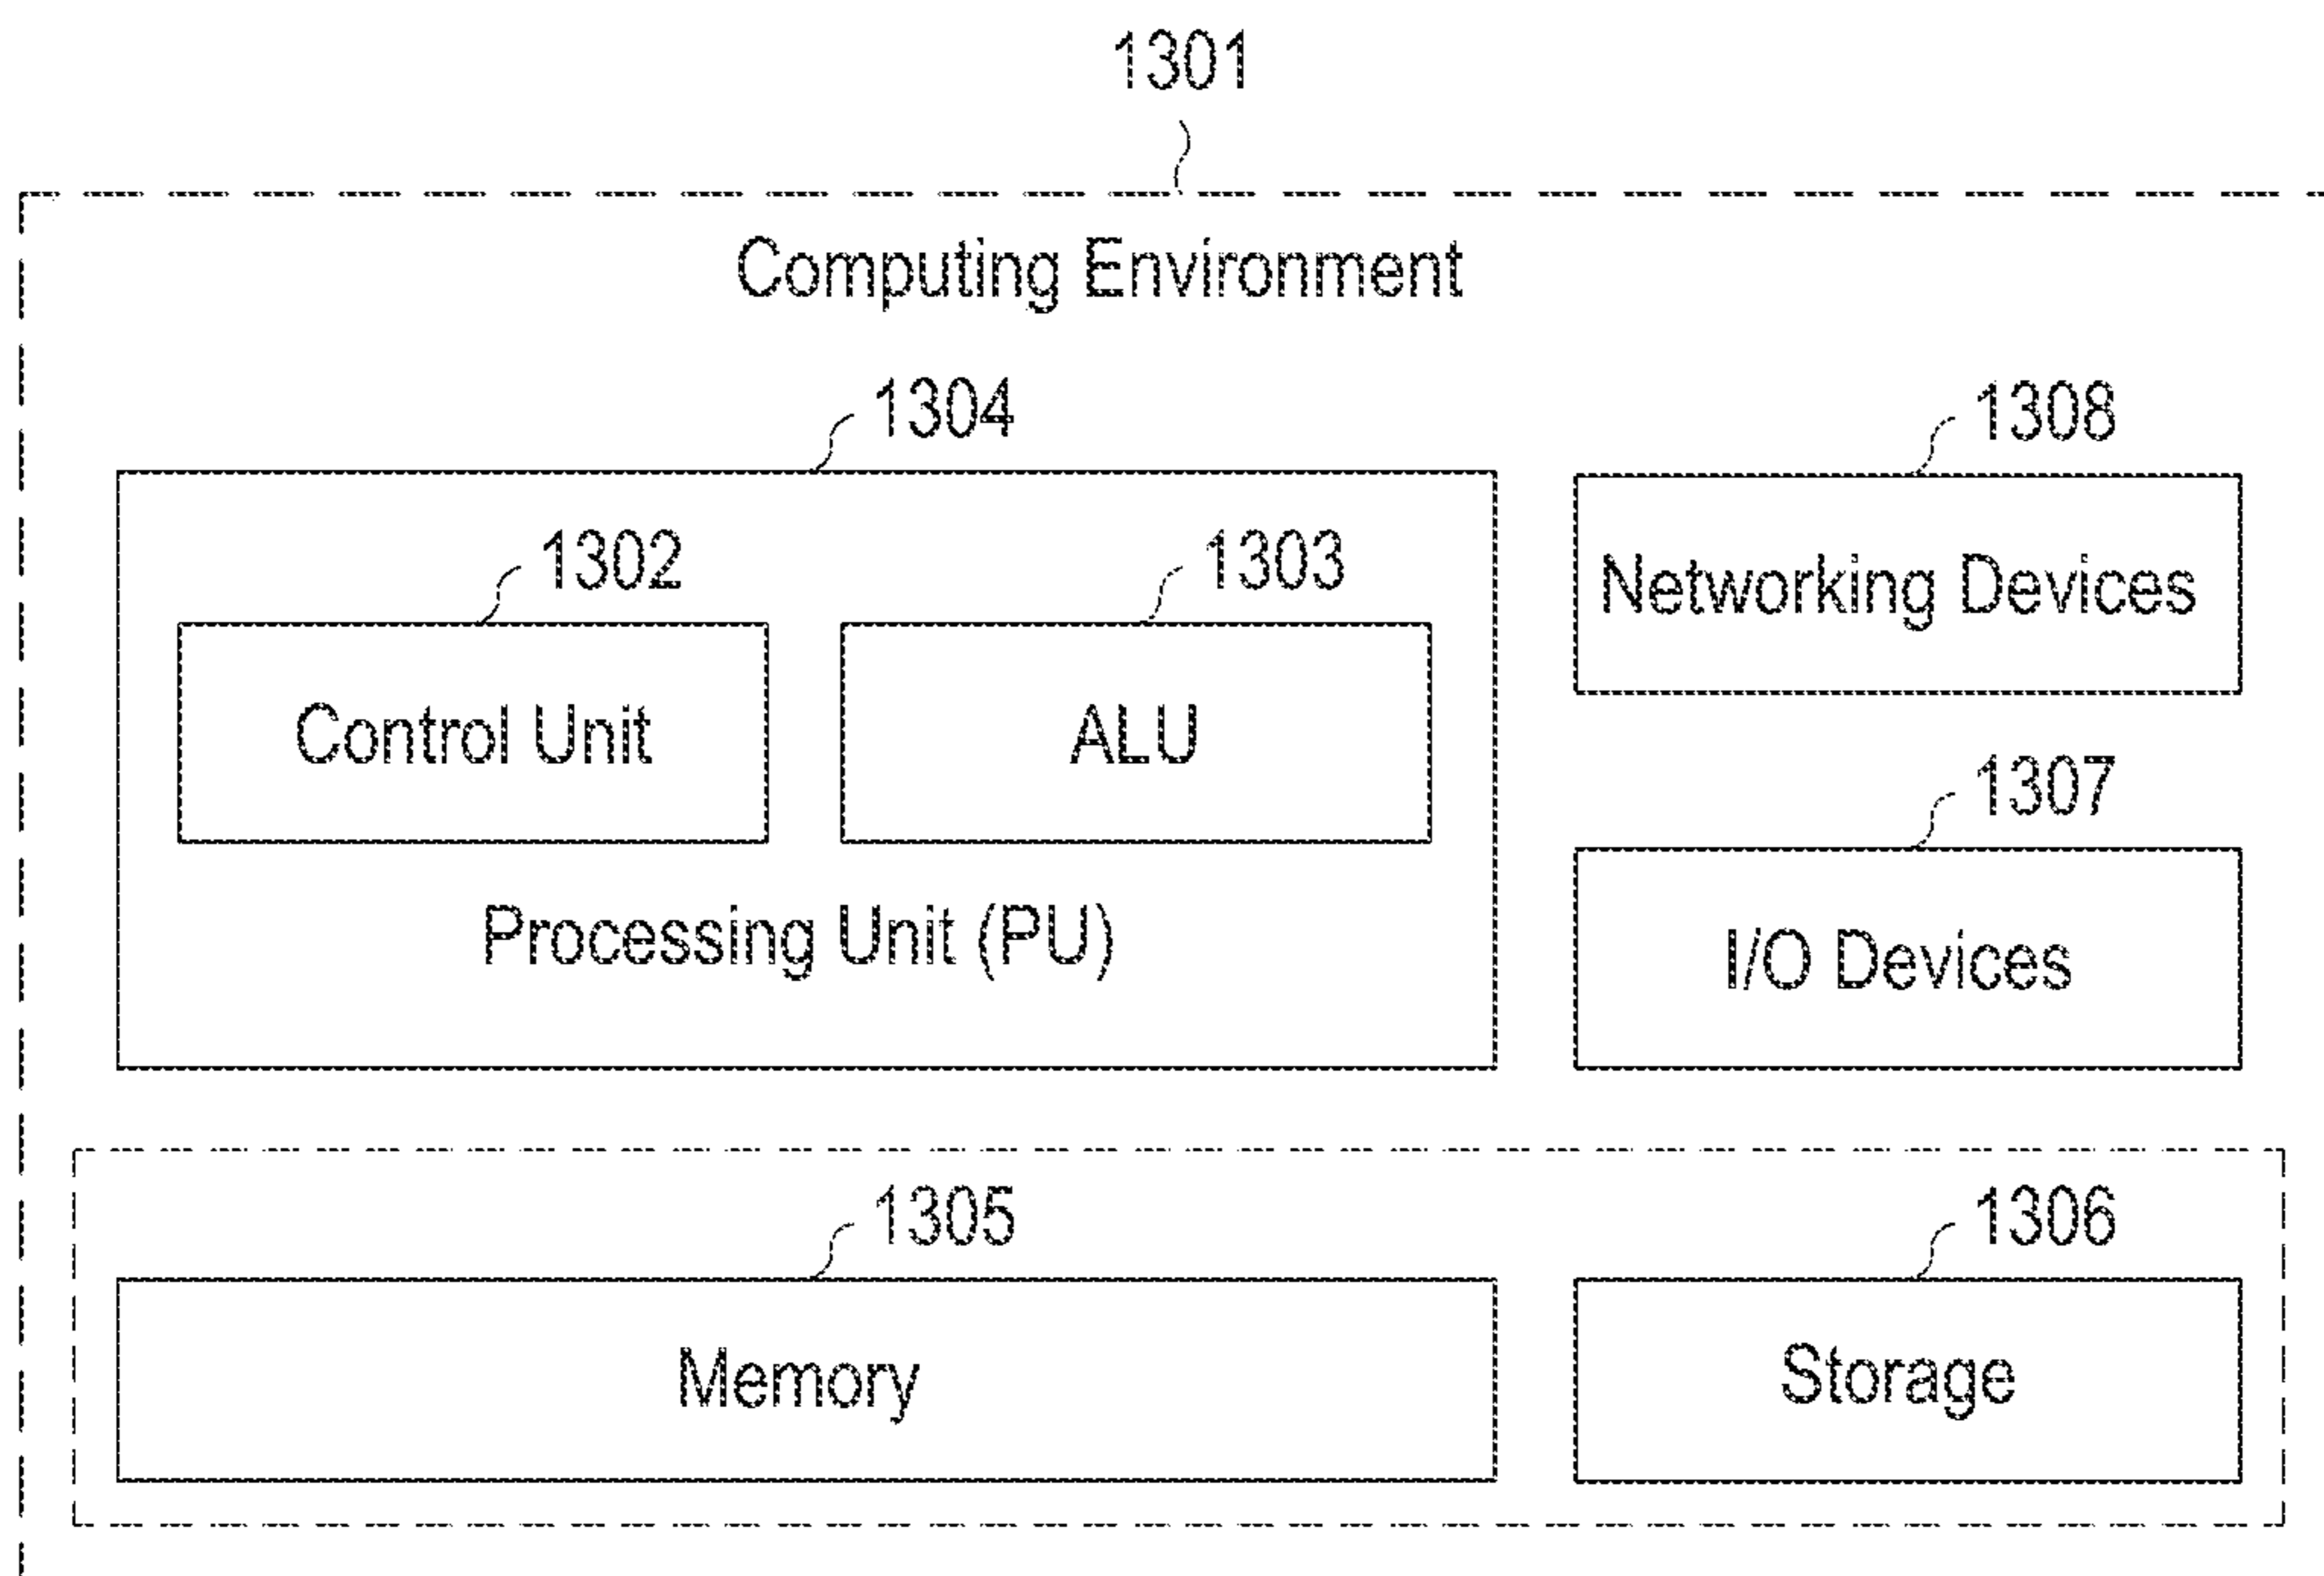 1301
Computing Environment
1304
1308
1302
1303
Networking Devices
Control Unit
ALU
1307
Processing Unit (PU)
I/O Devices
1305
1306
Memory
Storage